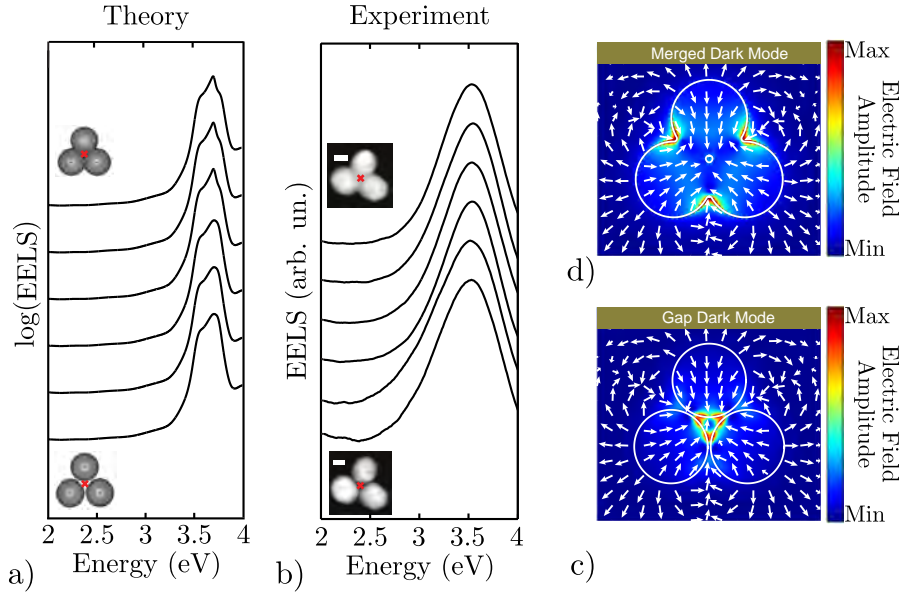 Theory
log(EELS)
2 2.5 3 3.5 4
Energy (eV)
a)
Experiment
EELS (arb. un.)
2 2.5 3 3.5 4
Energy (eV)
b)
Merged Dark Mode
Max
Electric Field
Amplitude
Min
d)
Gap Dark Mode
Max
Electric Field
Amplitude
Min
c)